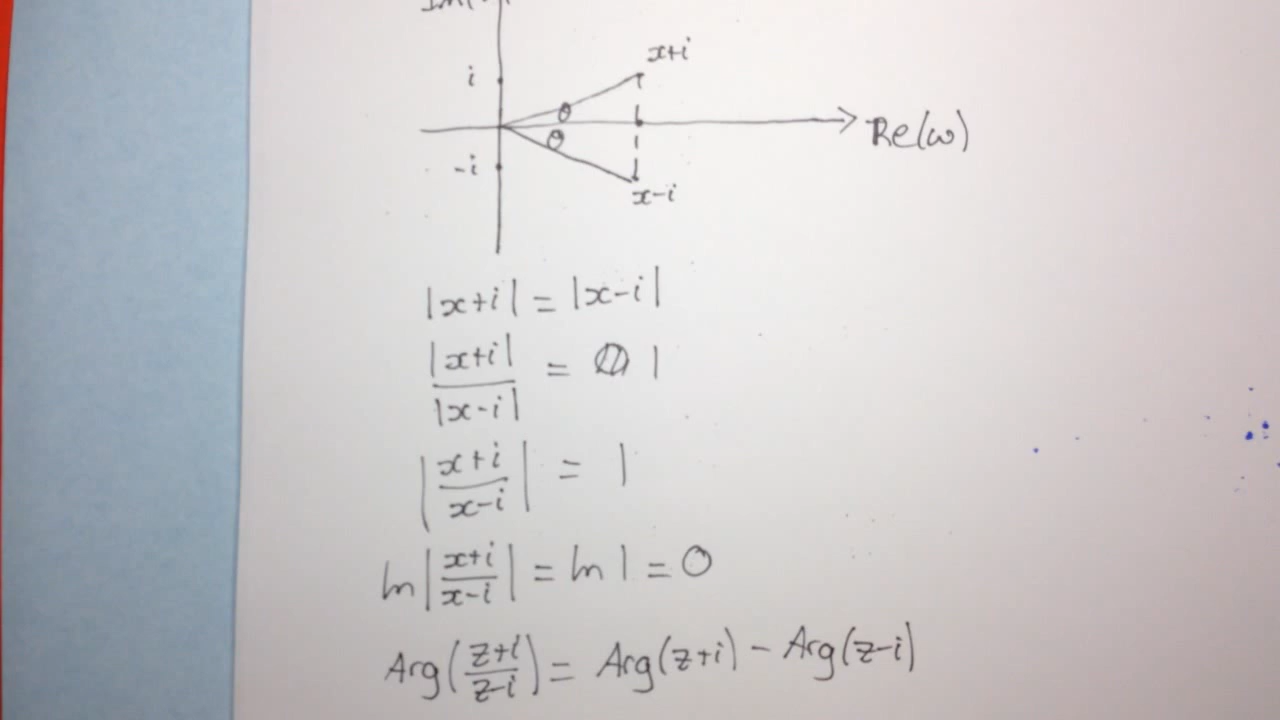 x+i
i
θ
Re(ω)
θ
-i
x-i
|x+i| = |x-i|
|x+i| / |x-i| = 1
|(x+i)/(x-i)| = 1
ln|(x+i)/(x-i)| = ln 1 = 0
Arg((z+i)/(z-i)) = Arg(z+i) - Arg(z-i)